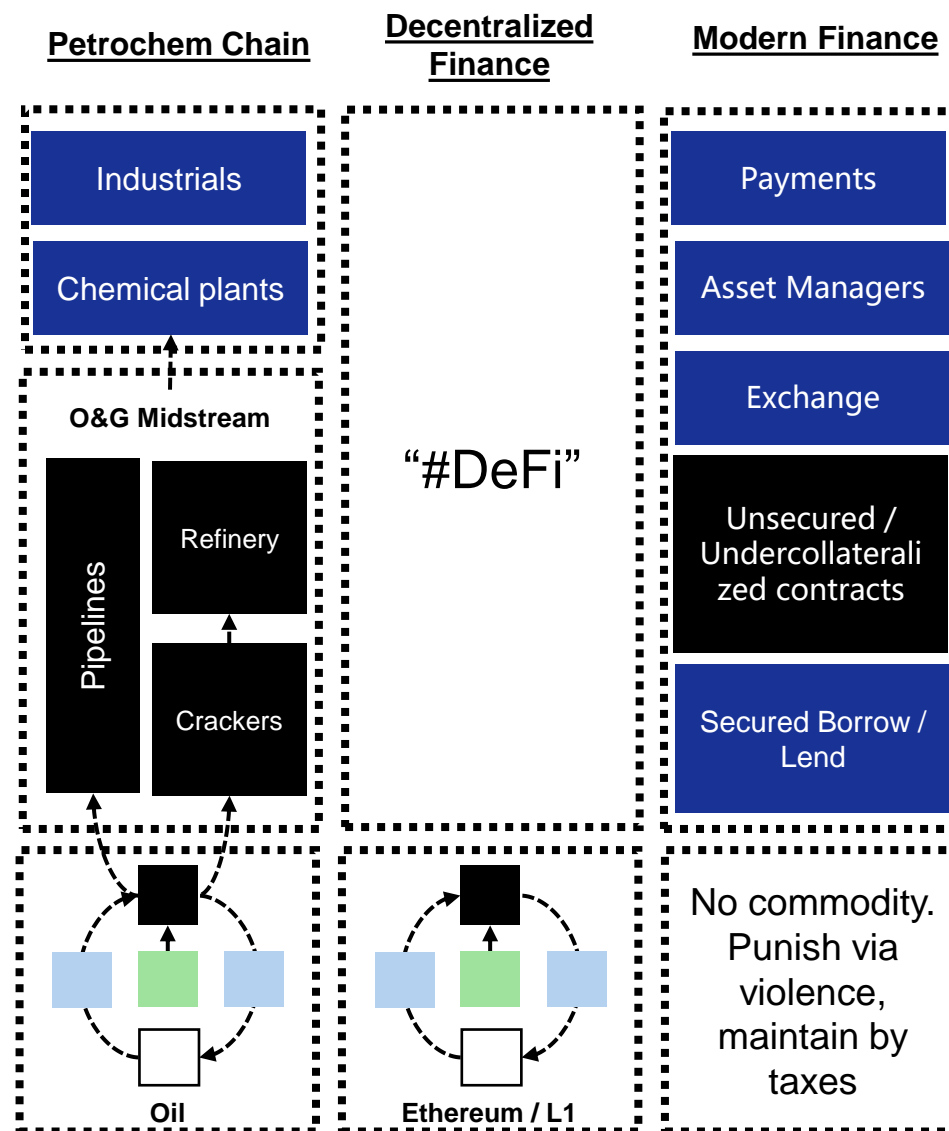 Petrochem Chain
Decentralized
Finance
Modern Finance
Industrials
Chemical plants
O&G Midstream
Pipelines
Refinery
Crackers
Oil
“#DeFi”
Ethereum / L1
Payments
Asset Managers
Exchange
Unsecured /
Undercollaterali
zed contracts
Secured Borrow /
Lend
No commodity.
Punish via
violence,
maintain by
taxes